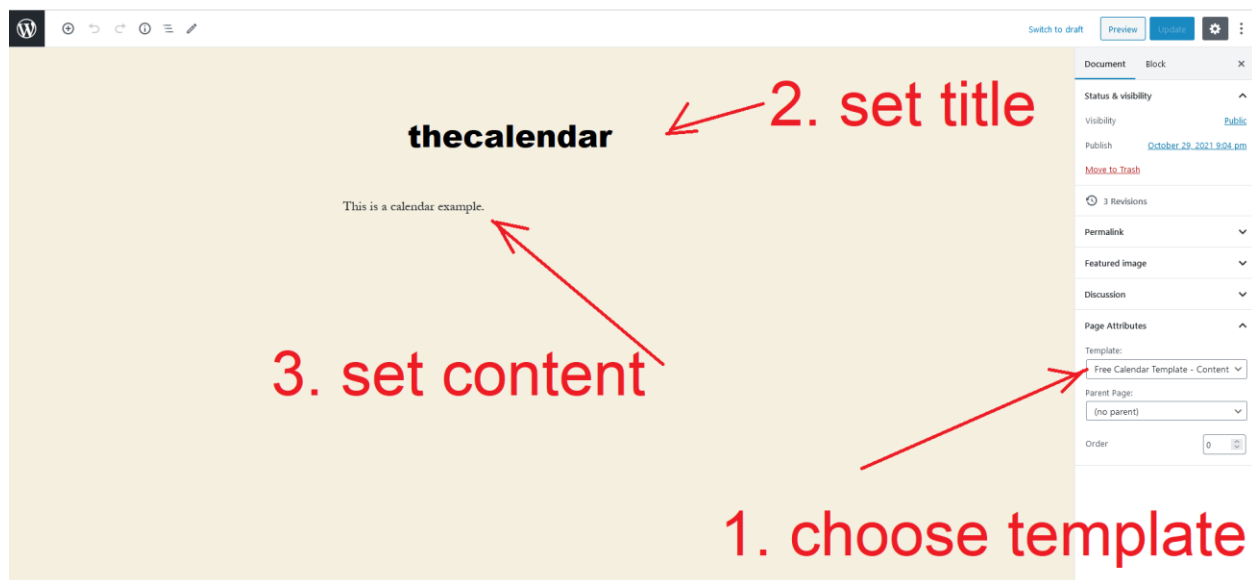 Switch to draft Preview Update
Document Block
2. set title
Status & visibility
thecalendar
Visibility Public
Publish October 29, 2021 9:04 pm
Move to Trash
This is a calendar example.
3 Revisions
Permalink
Featured image
Discussion
Page Attributes
3. set content
Template:
Free Calendar Template - Content
Parent Page:
(no parent)
Order 0
1. choose template